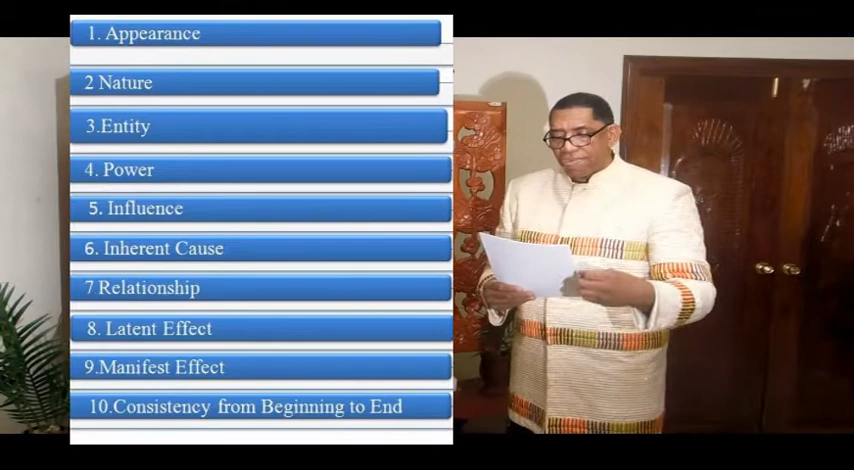 1. Appearance
2 Nature
3.Entity
4. Power
5. Influence
6. Inherent Cause
7 Relationship
8. Latent Effect
9.Manifest Effect
10.Consistency from Beginning to End